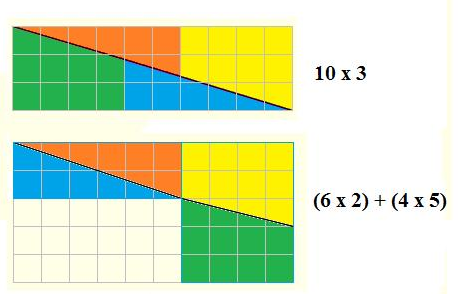 10 x 3
(6 x 2) + (4 x 5)